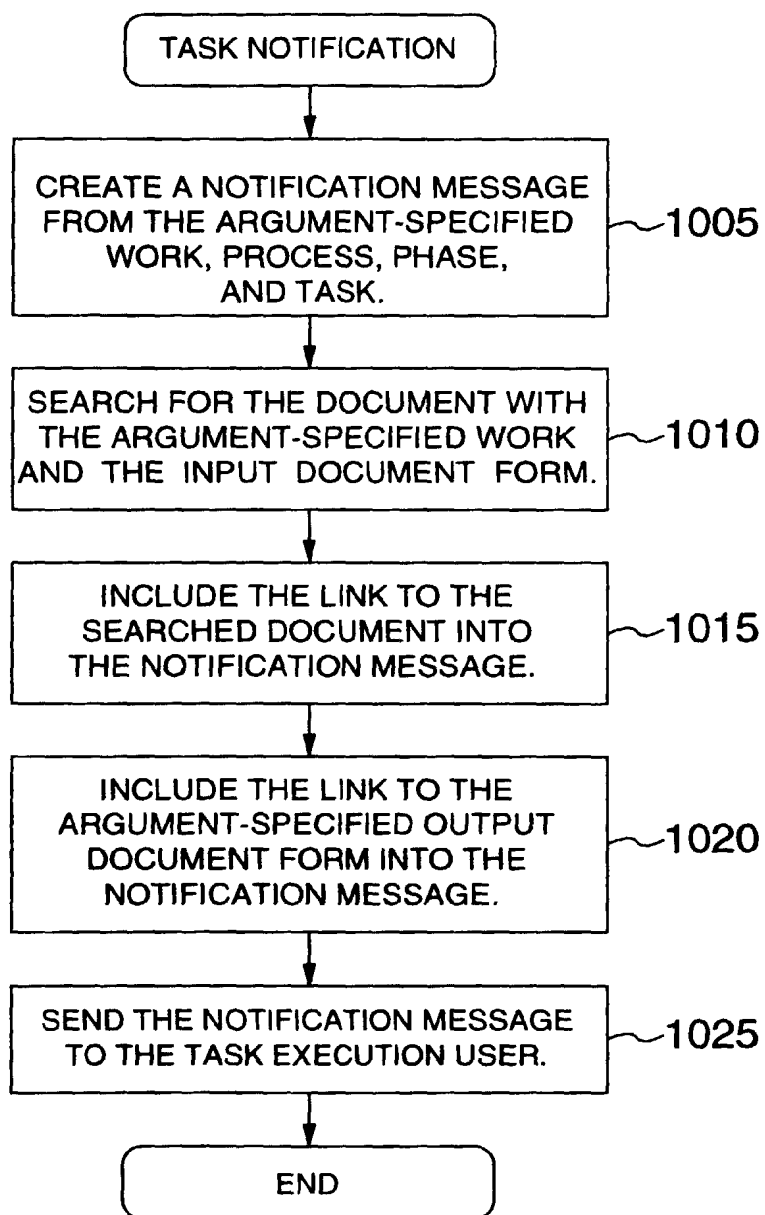 TASK NOTIFICATION
CREATE A NOTIFICATION MESSAGE
FROM THE ARGUMENT-SPECIFIED
WORK, PROCESS, PHASE,
AND TASK.
1005
SEARCH FOR THE DOCUMENT WITH
THE ARGUMENT-SPECIFIED WORK
AND THE INPUT DOCUMENT FORM.
1010
INCLUDE THE LINK TO THE
SEARCHED DOCUMENT INTO
THE NOTIFICATION MESSAGE.
1015
INCLUDE THE LINK TO THE
ARGUMENT-SPECIFIED OUTPUT
DOCUMENT FORM INTO THE
NOTIFICATION MESSAGE.
1020
SEND THE NOTIFICATION MESSAGE
TO THE TASK EXECUTION USER.
1025
END